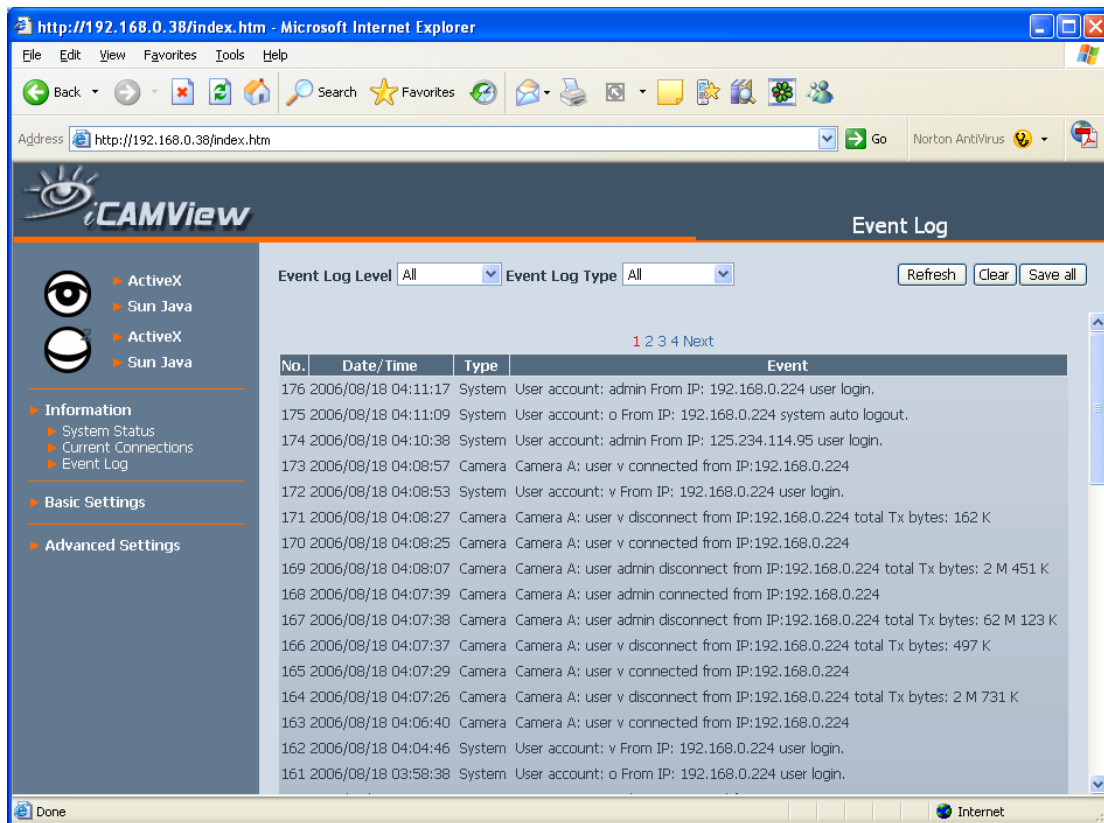 http://192.168.0.38/index.htm - Microsoft Internet Explorer
File Edit View Favorites Tools Help
Back Search Favorites
Address http://192.168.0.38/index.htm Go Norton AntiVirus
iCAMView
Event Log
ActiveX
Sun Java
ActiveX
Sun Java
Information
System Status
Current Connections
Event Log
Basic Settings
Advanced Settings
Event Log Level All Event Log Type All Refresh Clear Save all
1 2 3 4 Next
No. Date/Time Type Event
176 2006/08/18 04:11:17 System User account: admin From IP: 192.168.0.224 user login.
175 2006/08/18 04:11:09 System User account: o From IP: 192.168.0.224 system auto logout.
174 2006/08/18 04:10:38 System User account: admin From IP: 125.234.114.95 user login.
173 2006/08/18 04:08:57 Camera Camera A: user v connected from IP:192.168.0.224
172 2006/08/18 04:08:53 System User account: v From IP: 192.168.0.224 user login.
171 2006/08/18 04:08:27 Camera Camera A: user v disconnect from IP:192.168.0.224 total Tx bytes: 162 K
170 2006/08/18 04:08:25 Camera Camera A: user v connected from IP:192.168.0.224
169 2006/08/18 04:08:07 Camera Camera A: user admin disconnect from IP:192.168.0.224 total Tx bytes: 2 M 451 K
168 2006/08/18 04:07:39 Camera Camera A: user admin connected from IP:192.168.0.224
167 2006/08/18 04:07:38 Camera Camera A: user admin disconnect from IP:192.168.0.224 total Tx bytes: 62 M 123 K
166 2006/08/18 04:07:37 Camera Camera A: user v disconnect from IP:192.168.0.224 total Tx bytes: 497 K
165 2006/08/18 04:07:29 Camera Camera A: user v connected from IP:192.168.0.224
164 2006/08/18 04:07:26 Camera Camera A: user v disconnect from IP:192.168.0.224 total Tx bytes: 2 M 731 K
163 2006/08/18 04:06:40 Camera Camera A: user v connected from IP:192.168.0.224
162 2006/08/18 04:04:46 System User account: v From IP: 192.168.0.224 user login.
161 2006/08/18 03:58:38 System User account: o From IP: 192.168.0.224 user login.
Done Internet